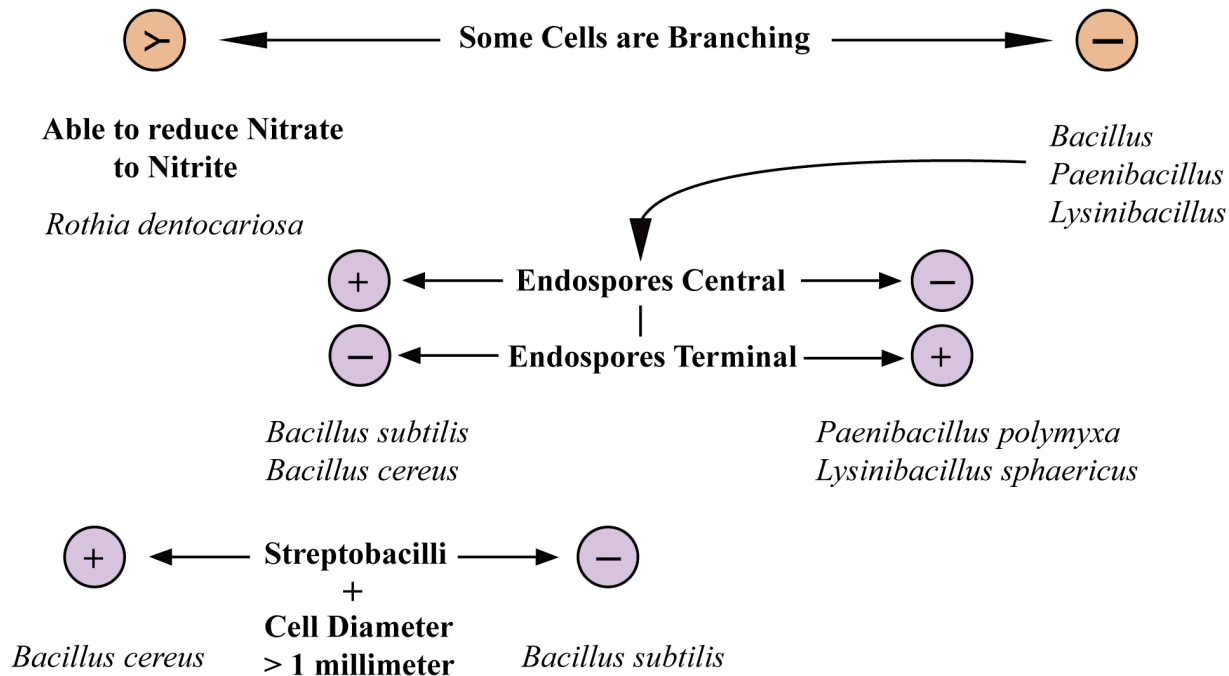 Some Cells are Branching
Able to reduce Nitrate
to Nitrite
Rothia dentocariosa
Bacillus
Paenibacillus
Lysinibacillus
+ Endospores Central −
− Endospores Terminal +
Bacillus subtilis
Bacillus cereus
Paenibacillus polymyxa
Lysinibacillus sphaericus
+ Streptobacilli −
+
Cell Diameter
> 1 millimeter
Bacillus cereus
Bacillus subtilis